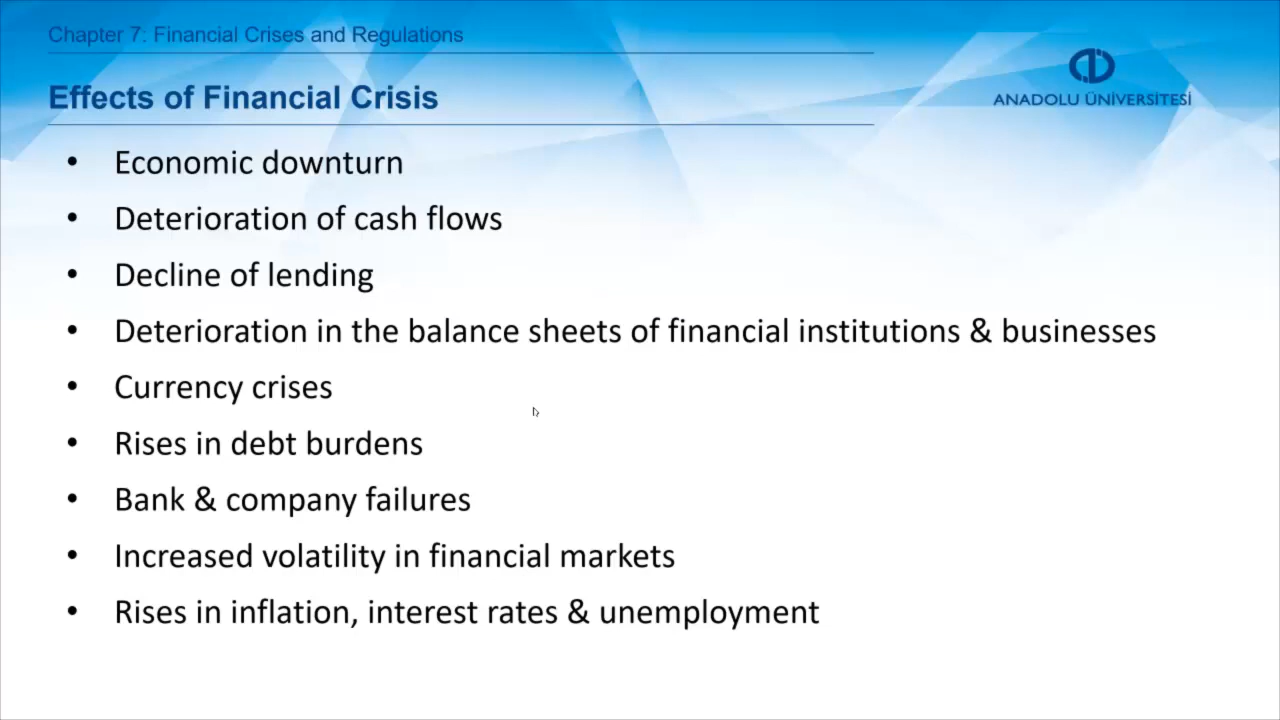 Chapter 7: Financial Crises and Regulations
Effects of Financial Crisis
ANADOLU ÜNİVERSİTESİ
• Economic downturn
• Deterioration of cash flows
• Decline of lending
• Deterioration in the balance sheets of financial institutions & businesses
• Currency crises
• Rises in debt burdens
• Bank & company failures
• Increased volatility in financial markets
• Rises in inflation, interest rates & unemployment